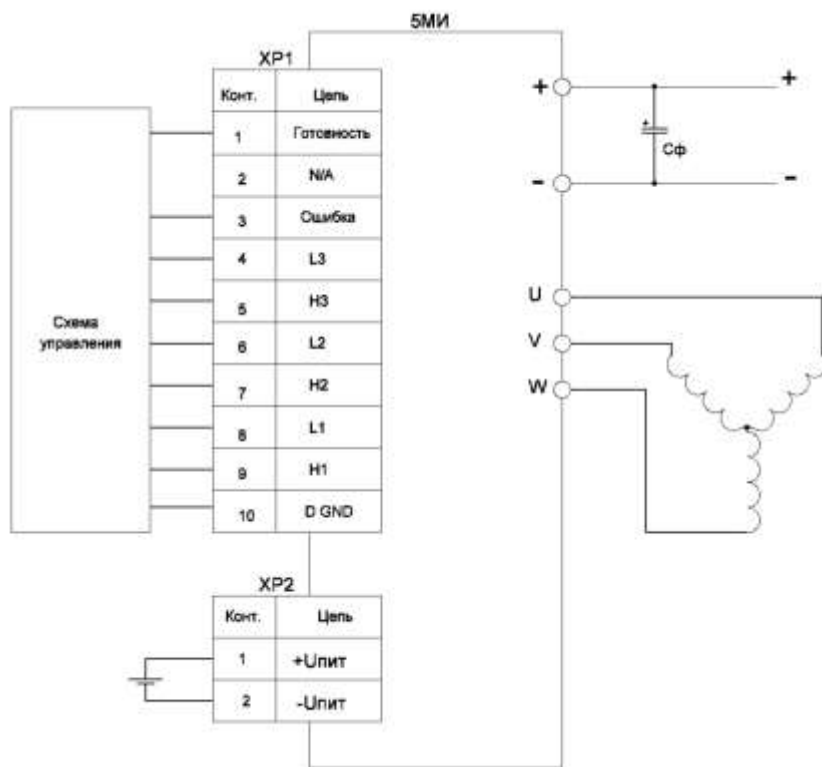 5МИ
XP1
Конт. Цепь
1 Готовность
2 N/A
3 Ошибка
4 L3
5 H3
6 L2
7 H2
8 L1
9 H1
10 D GND
Схема
управления
+ +
+
Сф
- -
U
V
W
XP2
Конт. Цепь
1 +Uпит
2 -Uпит